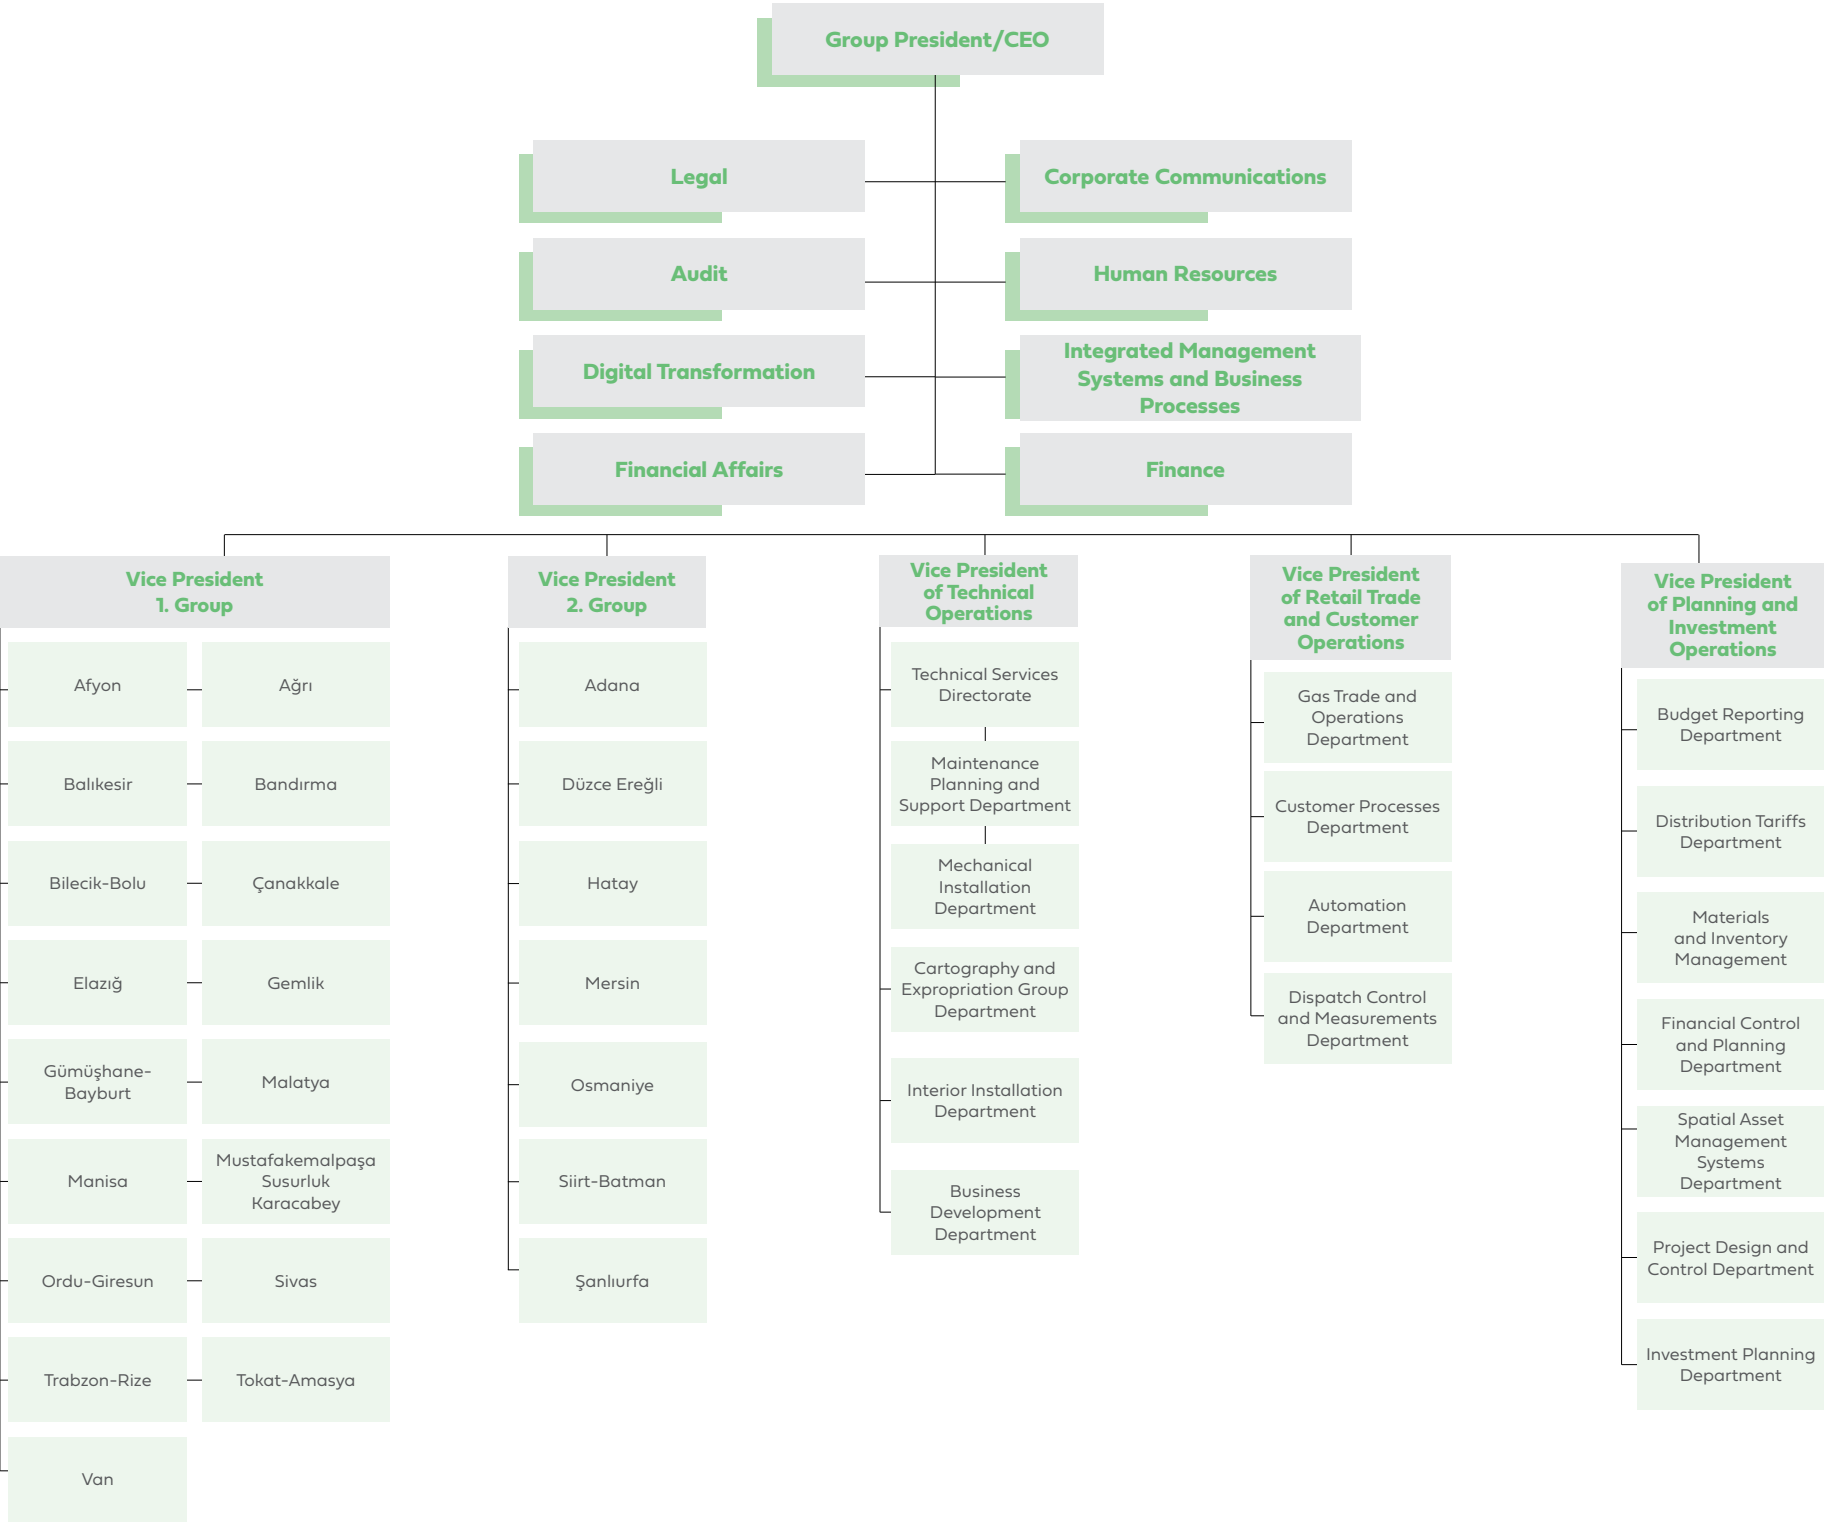 Group President/CEO
Legal
Corporate Communications
Audit
Human Resources
Digital Transformation
Integrated Management
Systems and Business
Processes
Financial Affairs
Finance
Vice President
1. Group
Afyon
Ağrı
Balıkesir
Bandırma
Bilecik-Bolu
Çanakkale
Elazığ
Gemlik
Gümüşhane-
Bayburt
Malatya
Manisa
Mustafakemalpaşa
Susurluk
Karacabey
Ordu-Giresun
Sivas
Trabzon-Rize
Tokat-Amasya
Van
Vice President
2. Group
Adana
Düzce Ereğli
Hatay
Mersin
Osmaniye
Siirt-Batman
Şanlıurfa
Vice President
of Technical
Operations
Technical Services
Directorate
Maintenance
Planning and
Support Department
Mechanical
Installation
Department
Cartography and
Expropriation Group
Department
Interior Installation
Department
Business
Development
Department
Vice President
of Retail Trade
and Customer
Operations
Gas Trade and
Operations
Department
Customer Processes
Department
Automation
Department
Dispatch Control
and Measurements
Department
Vice President
of Planning and
Investment
Operations
Budget Reporting
Department
Distribution Tariffs
Department
Materials
and Inventory
Management
Financial Control
and Planning
Department
Spatial Asset
Management
Systems
Department
Project Design and
Control Department
Investment Planning
Department